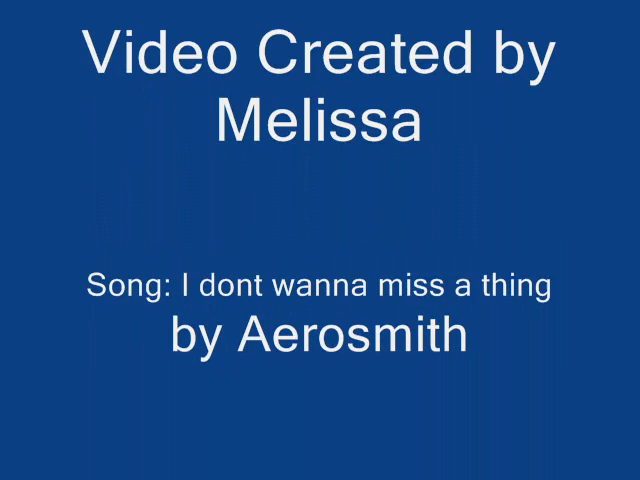 Video Created by
Melissa
Song: I dont wanna miss a thing
by Aerosmith